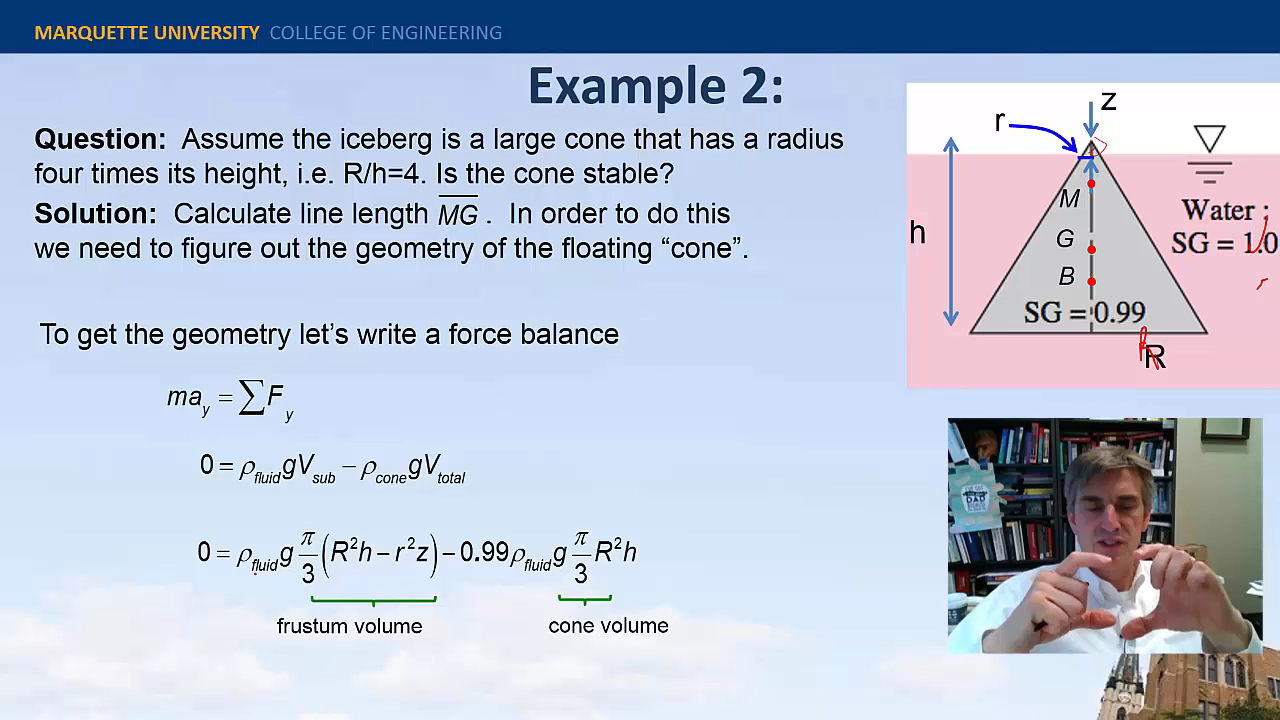 MARQUETTE UNIVERSITY COLLEGE OF ENGINEERING
Example 2:
Question: Assume the iceberg is a large cone that has a radius
four times its height, i.e. R/h=4. Is the cone stable?
Solution: Calculate line length M̅G̅ . In order to do this
we need to figure out the geometry of the floating “cone”.
To get the geometry let’s write a force balance
ma_y = ∑F_y
0 = ρ_fluid gV_sub − ρ_cone gV_total
0 = ρ_fluid g π/3 (R²h − r²z) − 0.99ρ_fluid g π/3 R²h
frustum volume cone volume
z
r
h
M
G
B
Water :
SG = 1.0
SG = 0.99
R
DAD